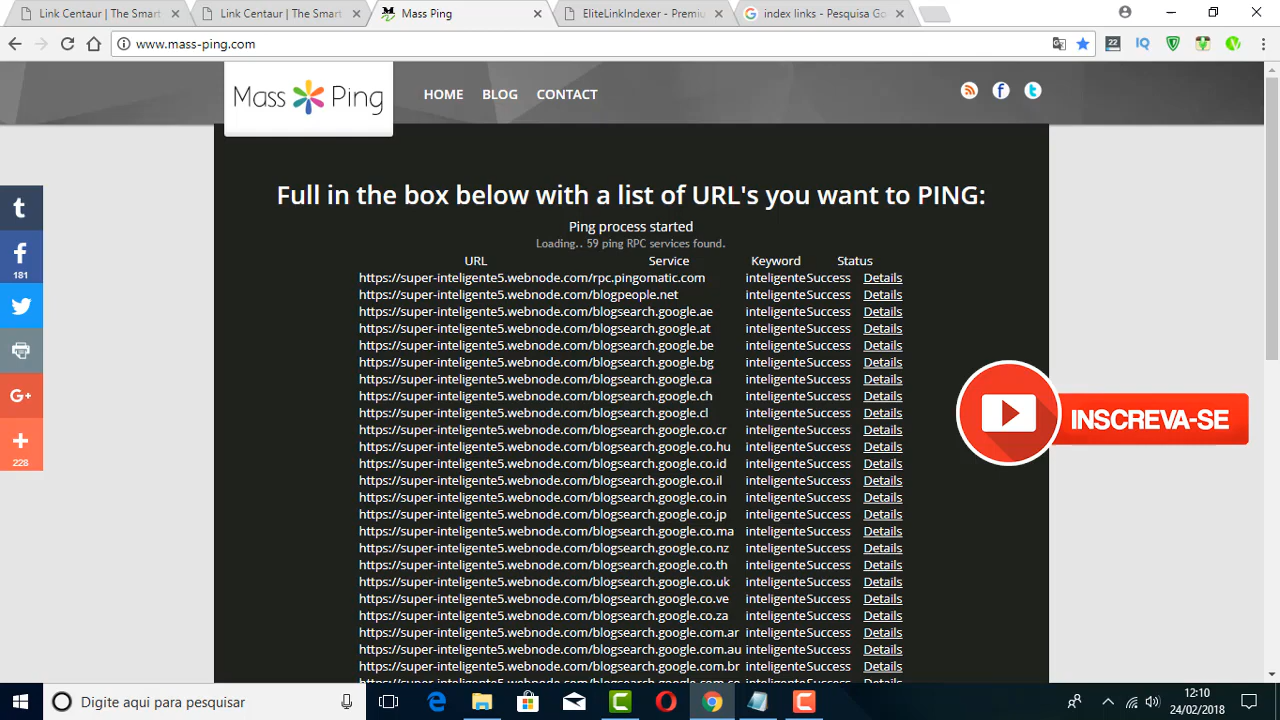 Link Centaur | The Smart
Link Centaur | The Smart
Mass Ping
EliteLinkIndexer - Premiu
index links - Pesquisa Go
www.mass-ping.com
22
IQ
Mass Ping
HOME
BLOG
CONTACT
Full in the box below with a list of URL's you want to PING:
Ping process started
Loading.. 59 ping RPC services found.
URL Service Keyword Status
https://super-inteligente5.webnode.com/rpc.pingomatic.com inteligenteSuccess Details
https://super-inteligente5.webnode.com/blogpeople.net inteligenteSuccess Details
https://super-inteligente5.webnode.com/blogsearch.google.ae inteligenteSuccess Details
https://super-inteligente5.webnode.com/blogsearch.google.at inteligenteSuccess Details
https://super-inteligente5.webnode.com/blogsearch.google.be inteligenteSuccess Details
https://super-inteligente5.webnode.com/blogsearch.google.bg inteligenteSuccess Details
https://super-inteligente5.webnode.com/blogsearch.google.ca inteligenteSuccess Details
https://super-inteligente5.webnode.com/blogsearch.google.ch inteligenteSuccess Details
https://super-inteligente5.webnode.com/blogsearch.google.cl inteligenteSuccess Details
https://super-inteligente5.webnode.com/blogsearch.google.co.cr inteligenteSuccess Details
https://super-inteligente5.webnode.com/blogsearch.google.co.hu inteligenteSuccess Details
https://super-inteligente5.webnode.com/blogsearch.google.co.id inteligenteSuccess Details
https://super-inteligente5.webnode.com/blogsearch.google.co.il inteligenteSuccess Details
https://super-inteligente5.webnode.com/blogsearch.google.co.in inteligenteSuccess Details
https://super-inteligente5.webnode.com/blogsearch.google.co.jp inteligenteSuccess Details
https://super-inteligente5.webnode.com/blogsearch.google.co.ma inteligenteSuccess Details
https://super-inteligente5.webnode.com/blogsearch.google.co.nz inteligenteSuccess Details
https://super-inteligente5.webnode.com/blogsearch.google.co.th inteligenteSuccess Details
https://super-inteligente5.webnode.com/blogsearch.google.co.uk inteligenteSuccess Details
https://super-inteligente5.webnode.com/blogsearch.google.co.ve inteligenteSuccess Details
https://super-inteligente5.webnode.com/blogsearch.google.co.za inteligenteSuccess Details
https://super-inteligente5.webnode.com/blogsearch.google.com.ar inteligenteSuccess Details
https://super-inteligente5.webnode.com/blogsearch.google.com.au inteligenteSuccess Details
https://super-inteligente5.webnode.com/blogsearch.google.com.br inteligenteSuccess Details
181
228
INSCREVA-SE
Digite aqui para pesquisar
12:10
24/02/2018